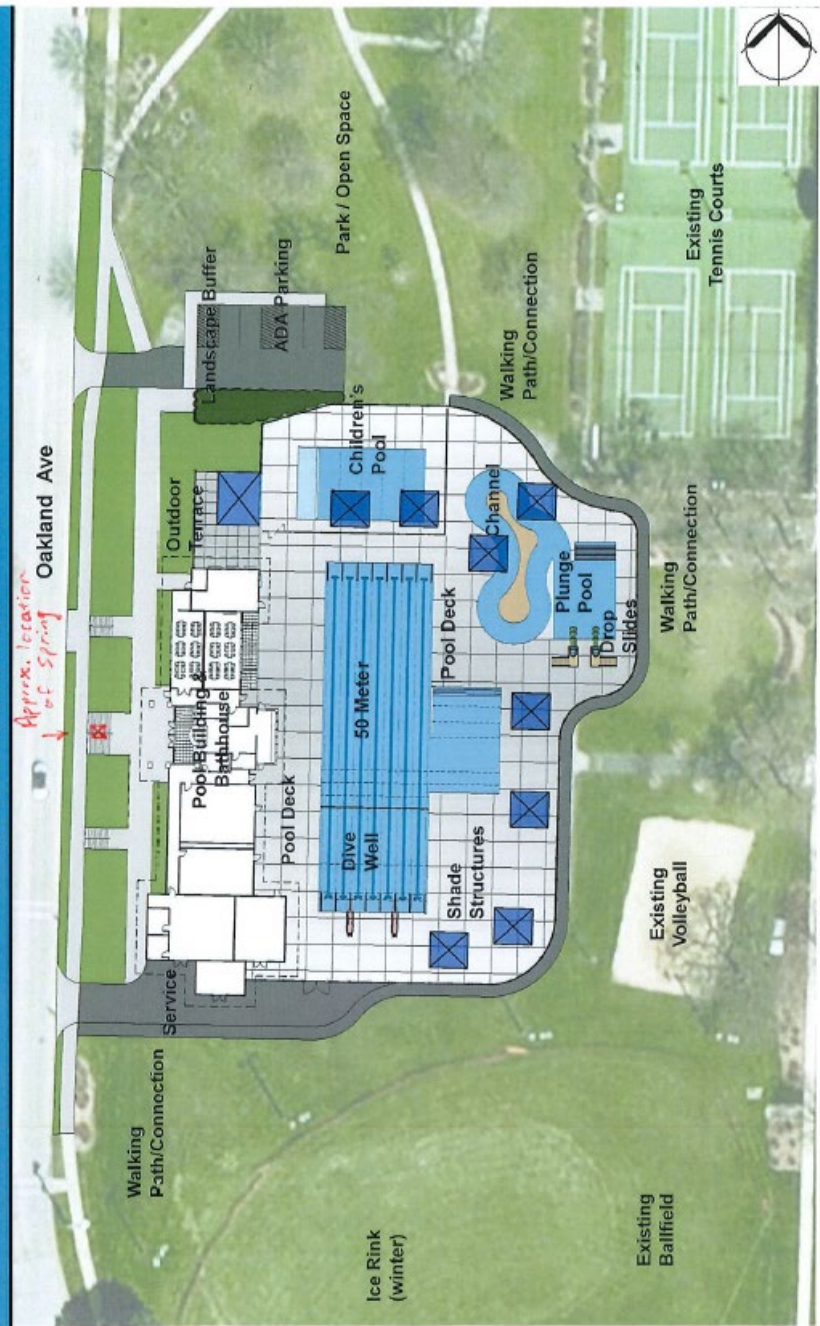 Approx. location
of spring
Oakland Ave
Walking
Path/Connection
Service
Pool Building &
Bathhouse
Outdoor
Terrace
Landscape Buffer
ADA Parking
Park / Open Space
Pool Deck
Children's
Pool
Dive
Well
50 Meter
Ice Rink
(winter)
Shade
Structures
Pool Deck
Channel
Walking
Path/Connection
Plunge
Pool
Drop
Slides
Existing
Ballfield
Existing
Volleyball
Walking
Path/Connection
Existing
Tennis Courts